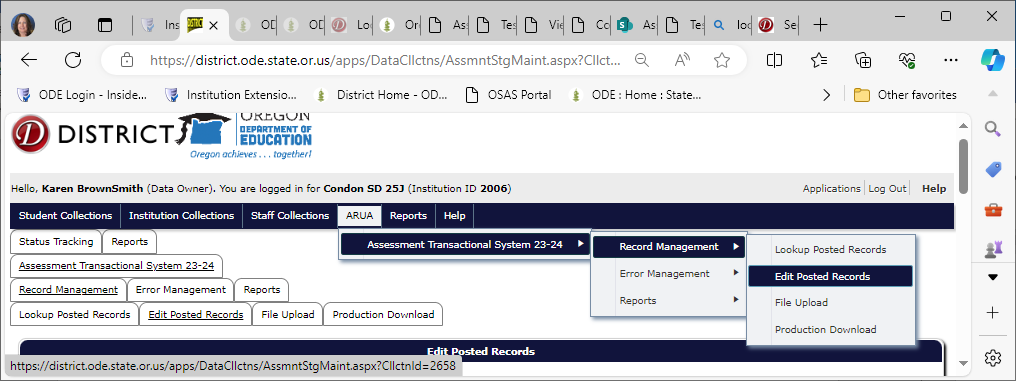 Ins
OD
OD
Lo
OD
Or
As
Te
Vie
Co
Re
As
Te
loc
Se
https://district.ode.state.or.us/apps/DataCllctns/AssmntStgMaint.aspx?Cllct...
ODE Login - Inside...
Institution Extensio...
District Home - OD...
OSAS Portal
ODE : Home : State...
Other favorites
D DISTRICT
OREGON
DEPARTMENT OF
EDUCATION
Oregon achieves . . . together!
Hello, Karen BrownSmith (Data Owner). You are logged in for Condon SD 25J (Institution ID 2006)
Applications | Log Out | Help
Student Collections Institution Collections Staff Collections ARUA Reports Help
Status Tracking Reports
Assessment Transactional System 23-24
Record Management
Lookup Posted Records
Edit Posted Records
File Upload
Production Download
Error Management
Reports
Assessment Transactional System 23-24
Record Management Error Management Reports
Lookup Posted Records Edit Posted Records File Upload Production Download
Edit Posted Records
https://district.ode.state.or.us/apps/DataCllctns/AssmntStgMaint.aspx?CllctnId=2658